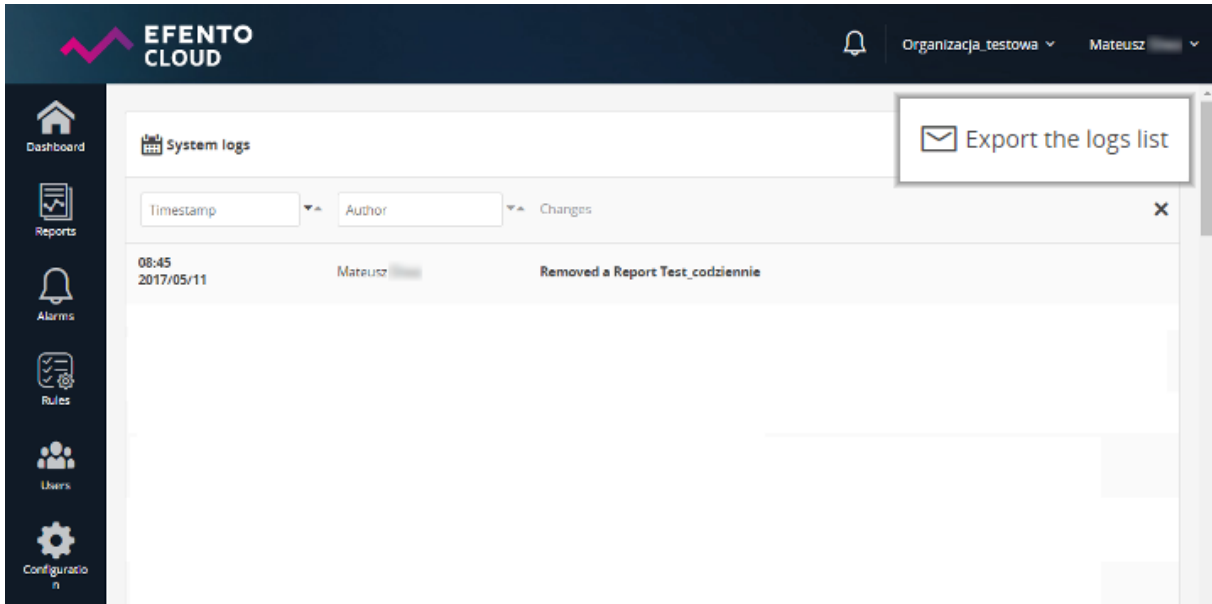 EFENTO
CLOUD
Organizacja_testowa
Mateusz
Dashboard
Reports
Alarms
Rules
Users
Configuratio
n
System logs
Export the logs list
Timestamp
Author
Changes
08:45
2017/05/11
Mateusz
Removed a Report Test_codziennie